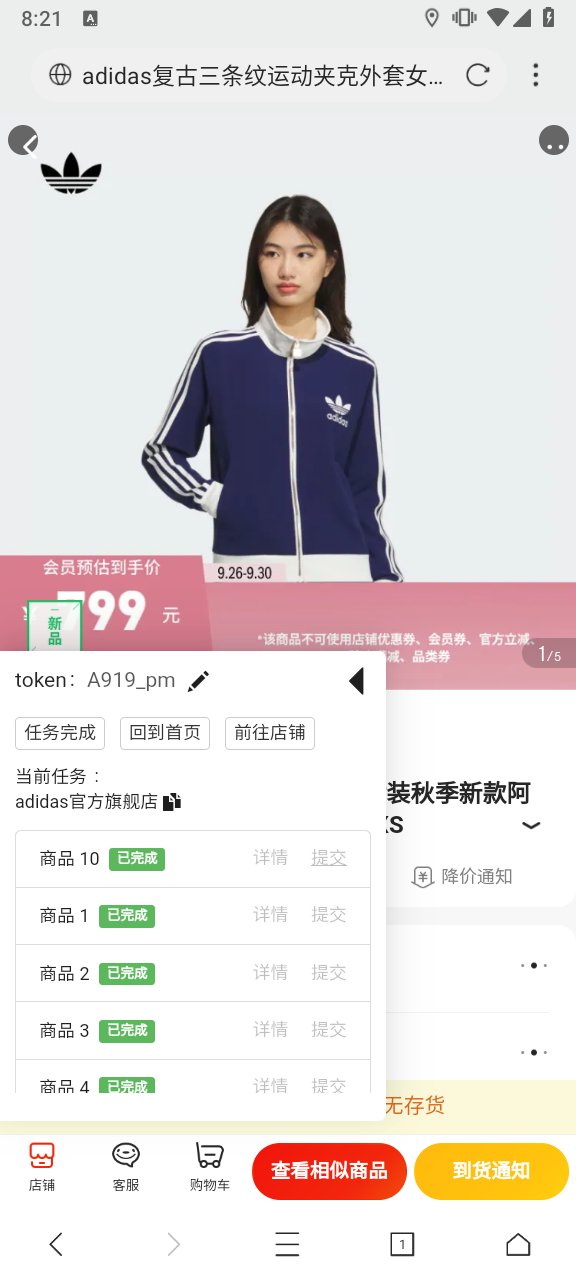 8:21
adidas复古三条纹运动夹克外套女...
adidas
会员预估到手价
9.26-9.30
799 元
新品
*该商品不可使用店铺优惠券、会员券、官方立减、
减、品类券
1/5
token: A919_pm
任务完成 回到首页 前往店铺
当前任务：
adidas官方旗舰店
装秋季新款阿
KS
降价通知
商品 10 已完成 详情 提交
商品 1 已完成 详情 提交
商品 2 已完成 详情 提交
商品 3 已完成 详情 提交
商品 4 已完成 详情 提交
无存货
店铺 客服 购物车 查看相似商品 到货通知
1